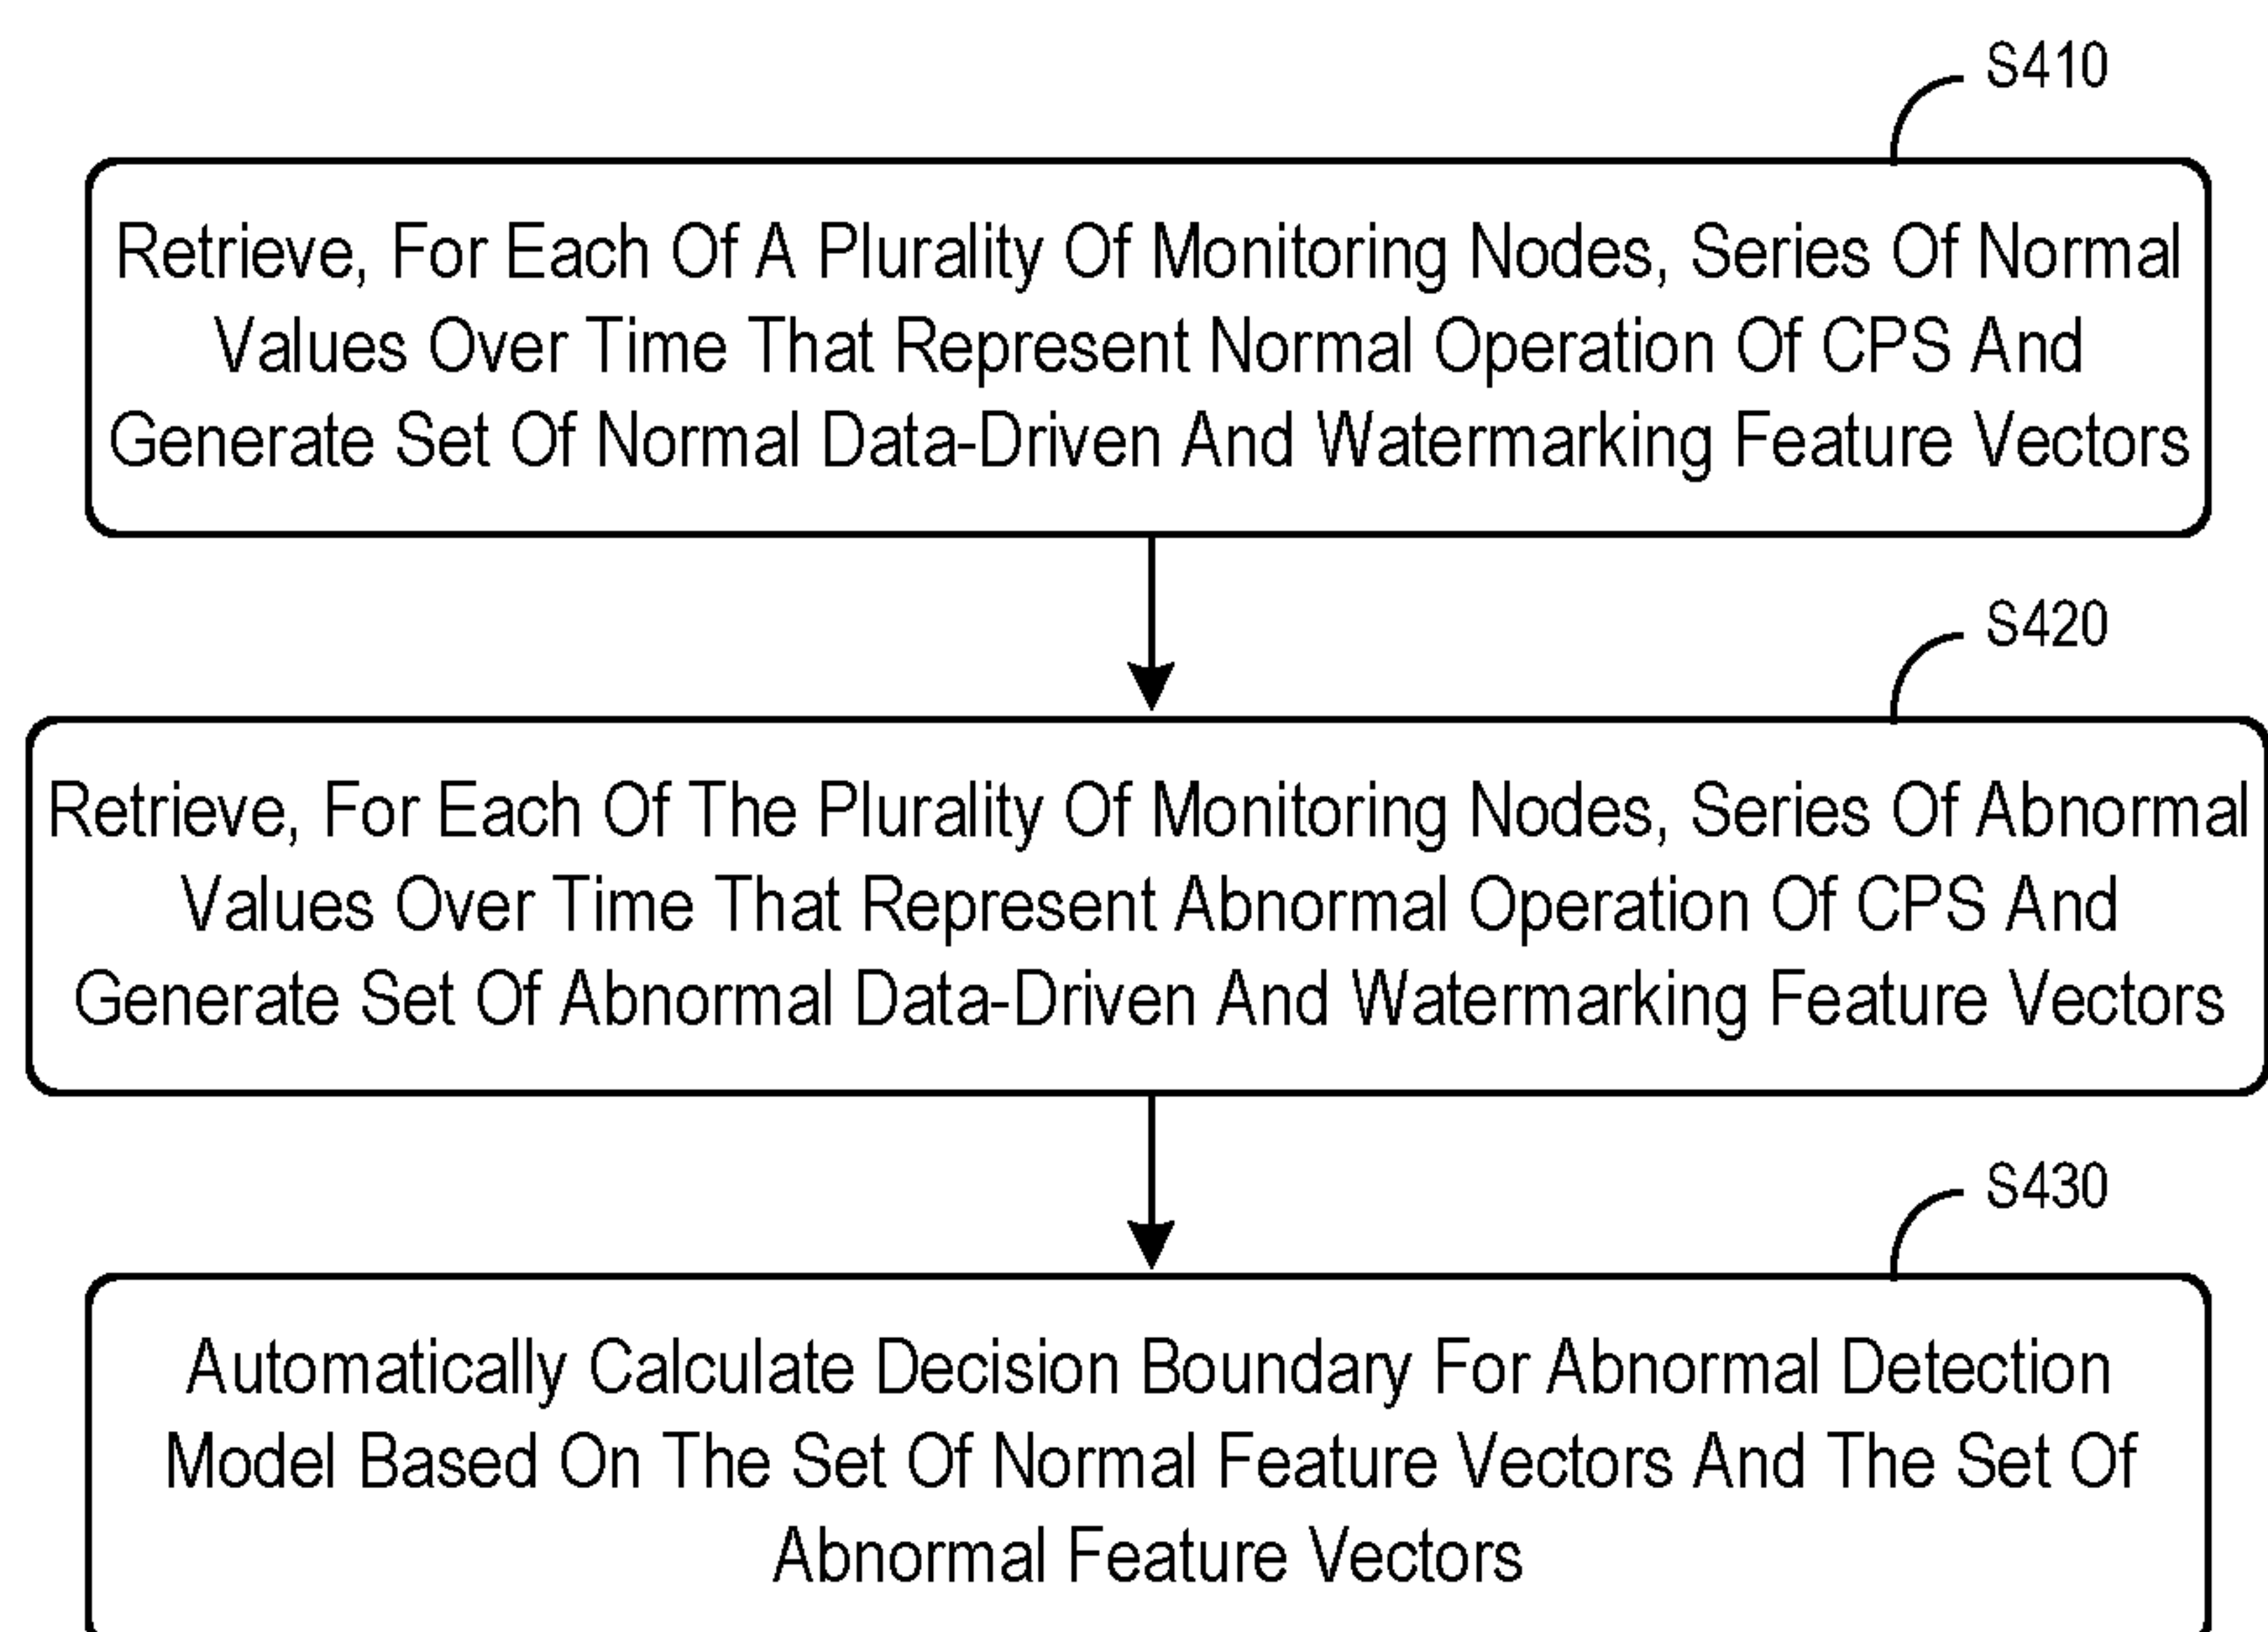 S410
Retrieve, For Each Of A Plurality Of Monitoring Nodes, Series Of Normal
Values Over Time That Represent Normal Operation Of CPS And
Generate Set Of Normal Data-Driven And Watermarking Feature Vectors
S420
Retrieve, For Each Of The Plurality Of Monitoring Nodes, Series Of Abnormal
Values Over Time That Represent Abnormal Operation Of CPS And
Generate Set Of Abnormal Data-Driven And Watermarking Feature Vectors
S430
Automatically Calculate Decision Boundary For Abnormal Detection
Model Based On The Set Of Normal Feature Vectors And The Set Of
Abnormal Feature Vectors